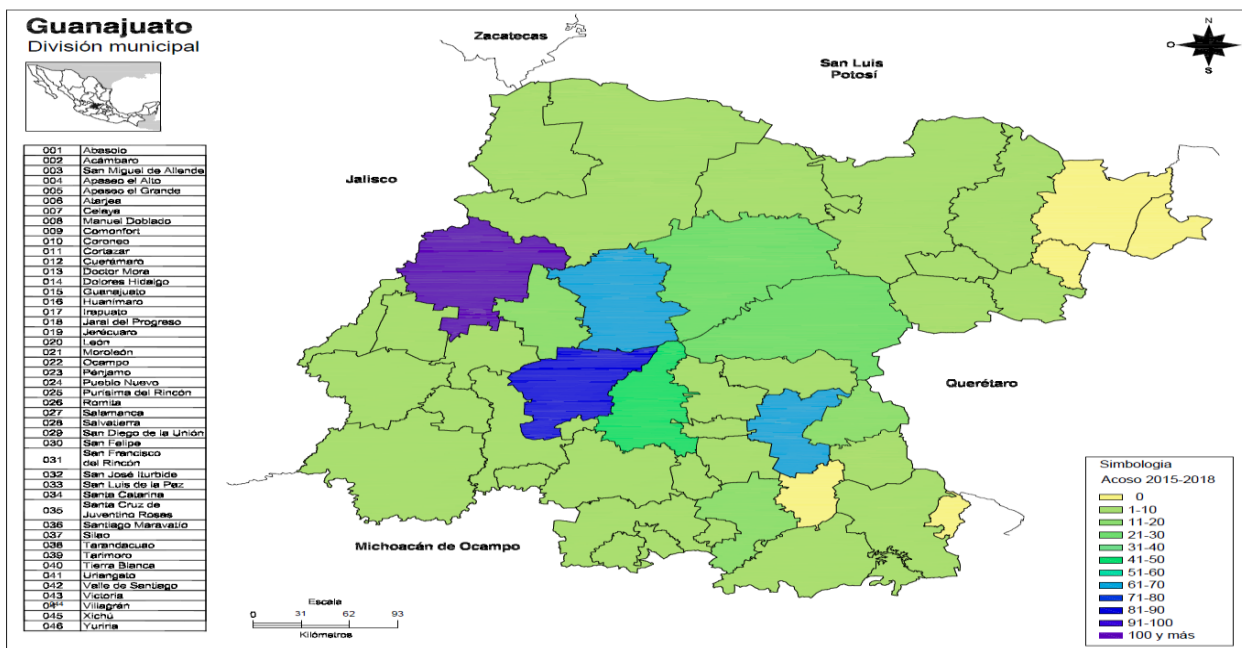 Guanajuato
División municipal
Zacatecas
San Luis
Potosí
N
O
S
Jalisco
Querétaro
Michoacán de Ocampo
001 Abasolo
002 Acámbaro
003 San Miguel de Allende
004 Apaseo el Alto
005 Apaseo el Grande
006 Atarjea
007 Celaya
008 Manuel Doblado
009 Comonfort
010 Coroneo
011 Cortazar
012 Cuerámaro
013 Doctor Mora
014 Dolores Hidalgo
015 Guanajuato
016 Huanímaro
017 Irapuato
018 Jaral del Progreso
019 Jerécuaro
020 León
021 Moroleón
022 Ocampo
023 Pénjamo
024 Pueblo Nuevo
025 Purísima del Rincón
026 Romita
027 Salamanca
028 Salvatierra
029 San Diego de la Unión
030 San Felipe
031 San Francisco
del Rincón
032 San José Iturbide
033 San Luis de la Paz
034 Santa Catarina
035 Santa Cruz de
Juventino Rosas
036 Santiago Maravatío
037 Silao
038 Tarandacuao
039 Tarimoro
040 Tierra Blanca
041 Uriangato
042 Valle de Santiago
043 Victoria
Villagrán
045 Xichú
046 Yuriria
Escala
0 31 62 93
Kilómetros
Simbologia
Acoso 2015-2018
0
1-10
11-20
21-30
31-40
41-50
51-60
61-70
71-80
81-90
91-100
100 y más